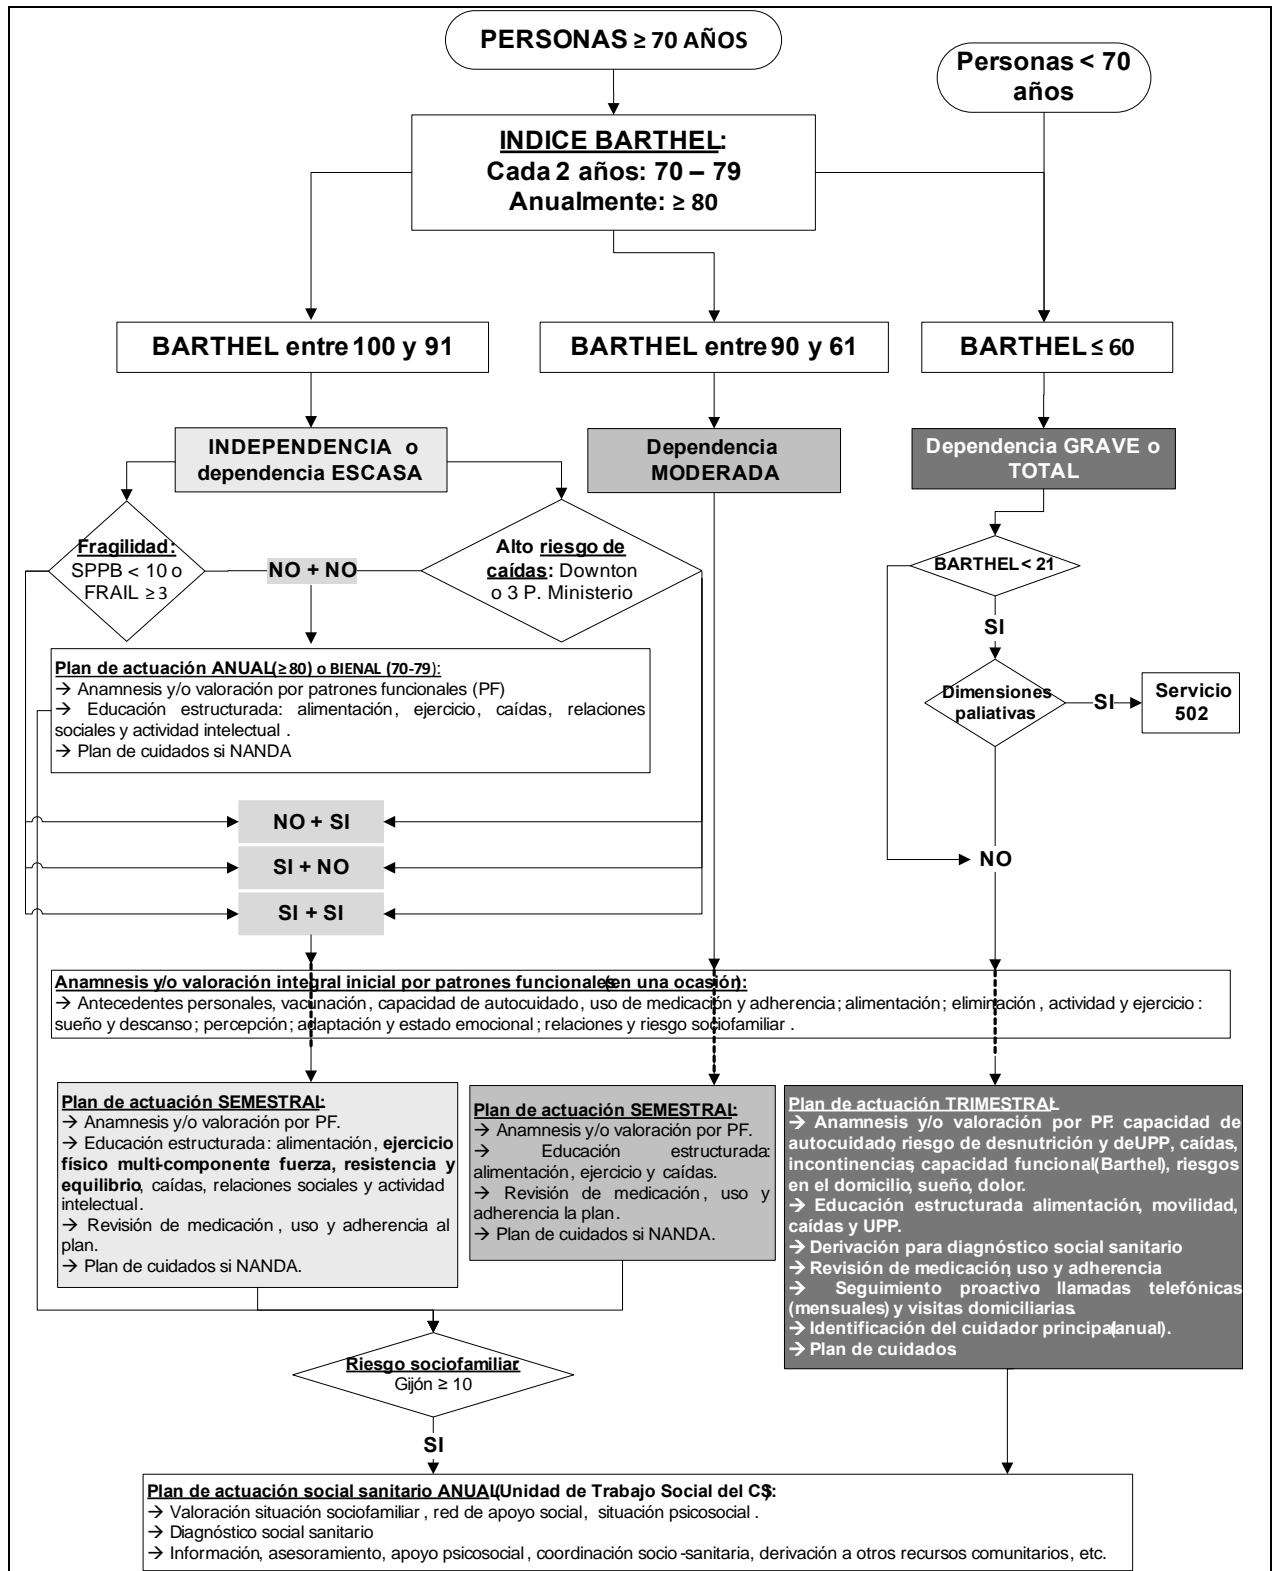 PERSONAS ≥ 70 AÑOS
Personas < 70
años
INDICE BARTHEL:
Cada 2 años: 70 – 79
Anualmente: ≥ 80
BARTHEL entre 100 y 91
BARTHEL entre 90 y 61
BARTHEL ≤ 60
INDEPENDENCIA o
dependencia ESCASA
Dependencia
MODERADA
Dependencia GRAVE o
TOTAL
Fragilidad:
SPPB < 10 o
FRAIL ≥ 3
NO + NO
Alto riesgo de
caídas: Downton
o 3 P. Ministerio
BARTHEL < 21
SI
Dimensiones
paliativas
SI
Servicio
502
NO
Plan de actuación ANUAL (≥ 80) o BIENAL (70-79):
→ Anamnesis y/o valoración por patrones funcionales (PF)
→ Educación estructurada: alimentación, ejercicio, caídas, relaciones
sociales y actividad intelectual .
→ Plan de cuidados si NANDA
NO + SI
SI + NO
SI + SI
Anamnesis y/o valoración integral inicial por patrones funcionales (en una ocasión):
→ Antecedentes personales, vacunación, capacidad de autocuidado, uso de medicación y adherencia; alimentación; eliminación, actividad y ejercicio :
sueño y descanso; percepción; adaptación y estado emocional; relaciones y riesgo sociofamiliar .
Plan de actuación SEMESTRAL:
→ Anamnesis y/o valoración por PF.
→ Educación estructurada: alimentación, ejercicio
físico multi-componente: fuerza, resistencia y
equilibrio, caídas, relaciones sociales y actividad
intelectual.
→ Revisión de medicación, uso y adherencia al
plan.
→ Plan de cuidados si NANDA.
Plan de actuación SEMESTRAL:
→ Anamnesis y/o valoración por PF.
→ Educación estructurada:
alimentación, ejercicio y caídas.
→ Revisión de medicación, uso y
adherencia la plan.
→ Plan de cuidados si NANDA.
Plan de actuación TRIMESTRAL:
→ Anamnesis y/o valoración por PF: capacidad de
autocuidado, riesgo de desnutrición y de UPP, caídas,
incontinencias, capacidad funcional (Barthel), riesgos
en el domicilio, sueño, dolor.
→ Educación estructurada: alimentación, movilidad,
caídas y UPP.
→ Derivación para diagnóstico social sanitario
→ Revisión de medicación, uso y adherencia
→ Seguimiento proactivo: llamadas telefónicas
(mensuales) y visitas domiciliarias.
→ Identificación del cuidador principal (anual).
→ Plan de cuidados
Riesgo sociofamiliar:
Gijón ≥ 10
SI
Plan de actuación social sanitario ANUAL (Unidad de Trabajo Social del CS):
→ Valoración situación sociofamiliar , red de apoyo social, situación psicosocial .
→ Diagnóstico social sanitario
→ Información, asesoramiento, apoyo psicosocial, coordinación socio-sanitaria, derivación a otros recursos comunitarios, etc.